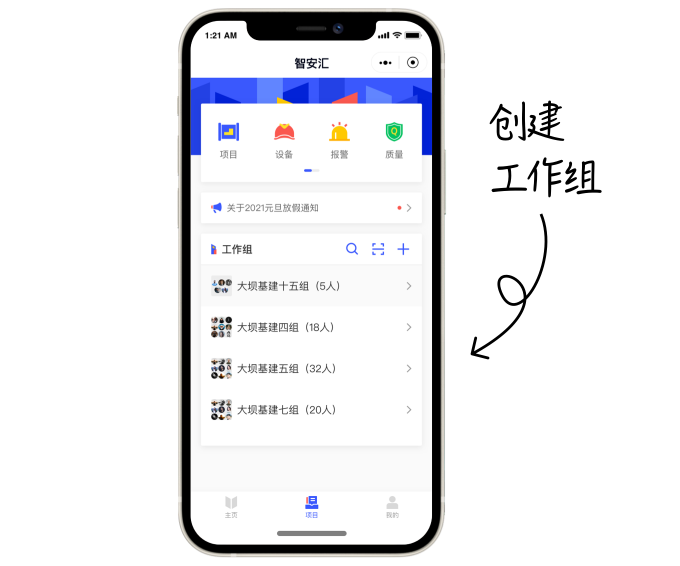 1:21 AM
智安汇
项目
设备
报警
质量
关于2021元旦放假通知
工作组
大坝基建十五组（5人）
大坝基建四组（18人）
大坝基建五组（32人）
大坝基建七组（20人）
主页
项目
我的
创建
工作组